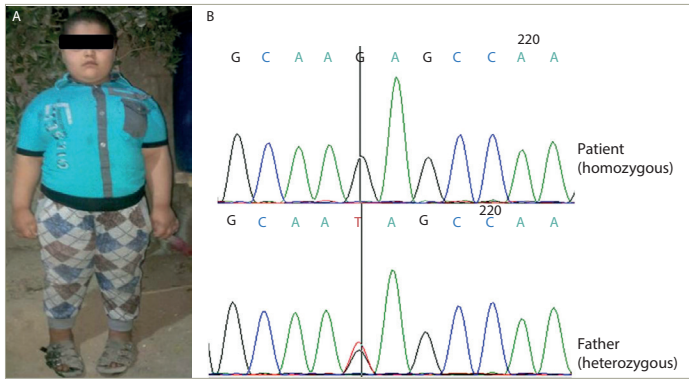 A
B
220
G C A A G A G C C A A
Patient
(homozygous)
220
G C A A T A G C C A A
Father
(heterozygous)